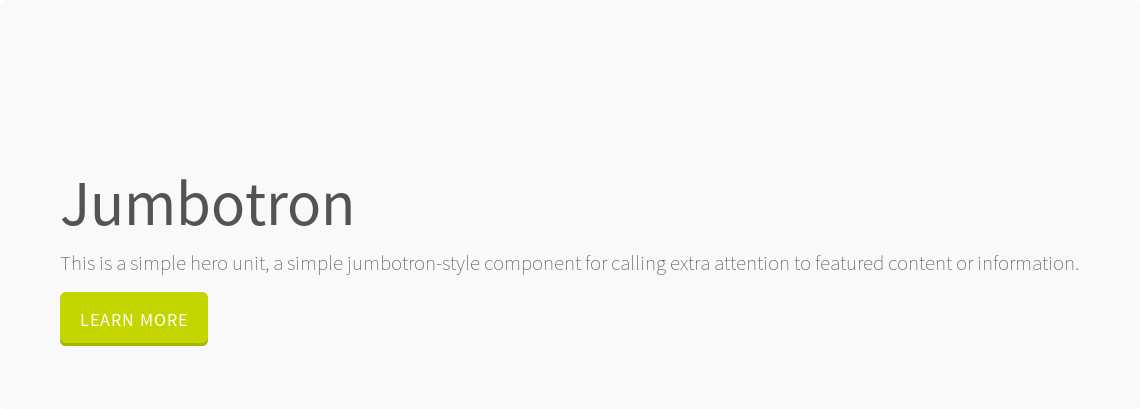 Jumbotron
This is a simple hero unit, a simple jumbotron-style component for calling extra attention to featured content or information.
LEARN MORE